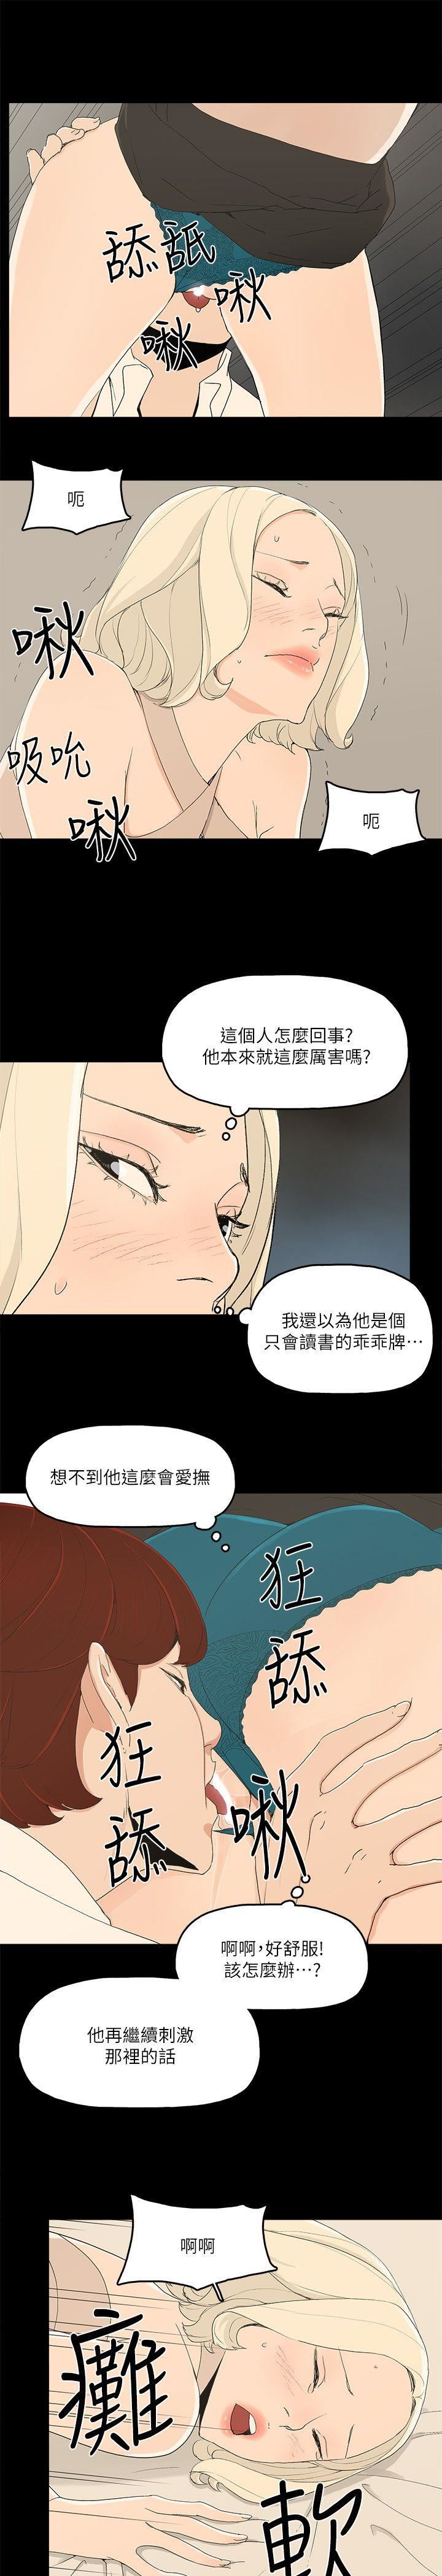 舔舐
啾
啾
呃
啾
吸吮
啾
呃
這個人怎麼回事?
他本來就這麼厲害嗎?
我還以為他是個
只會讀書的乖乖牌…
想不到他這麼會愛撫
狂
舔
狂
舔
啾
啊啊,好舒服!
該怎麼辦…?
他再繼續刺激
那裡的話
啊啊
癱
軟